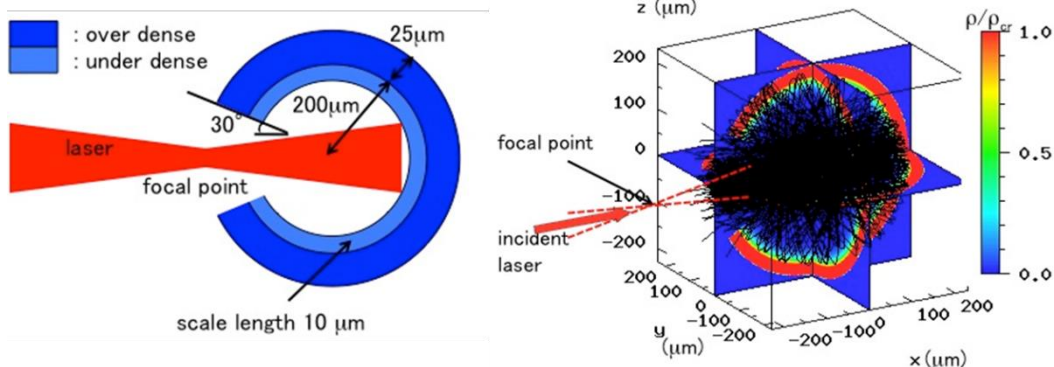 : over dense
: under dense
25μm
200μm
30°
laser
focal point
scale length 10 μm
z (μm)
ρ/ρcr
200
100
0
-100
-200
focal point
incident
laser
200
100
0
-100
-200
y
(μm)
-200
-100
0
100
200
x (μm)
1.0
0.5
0.0